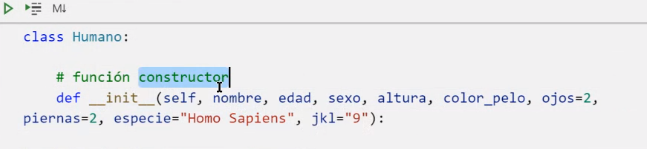 M↓
class Humano:
# función constructor
def __init__(self, nombre, edad, sexo, altura, color_pelo, ojos=2,
piernas=2, especie="Homo Sapiens", jkl="9"):